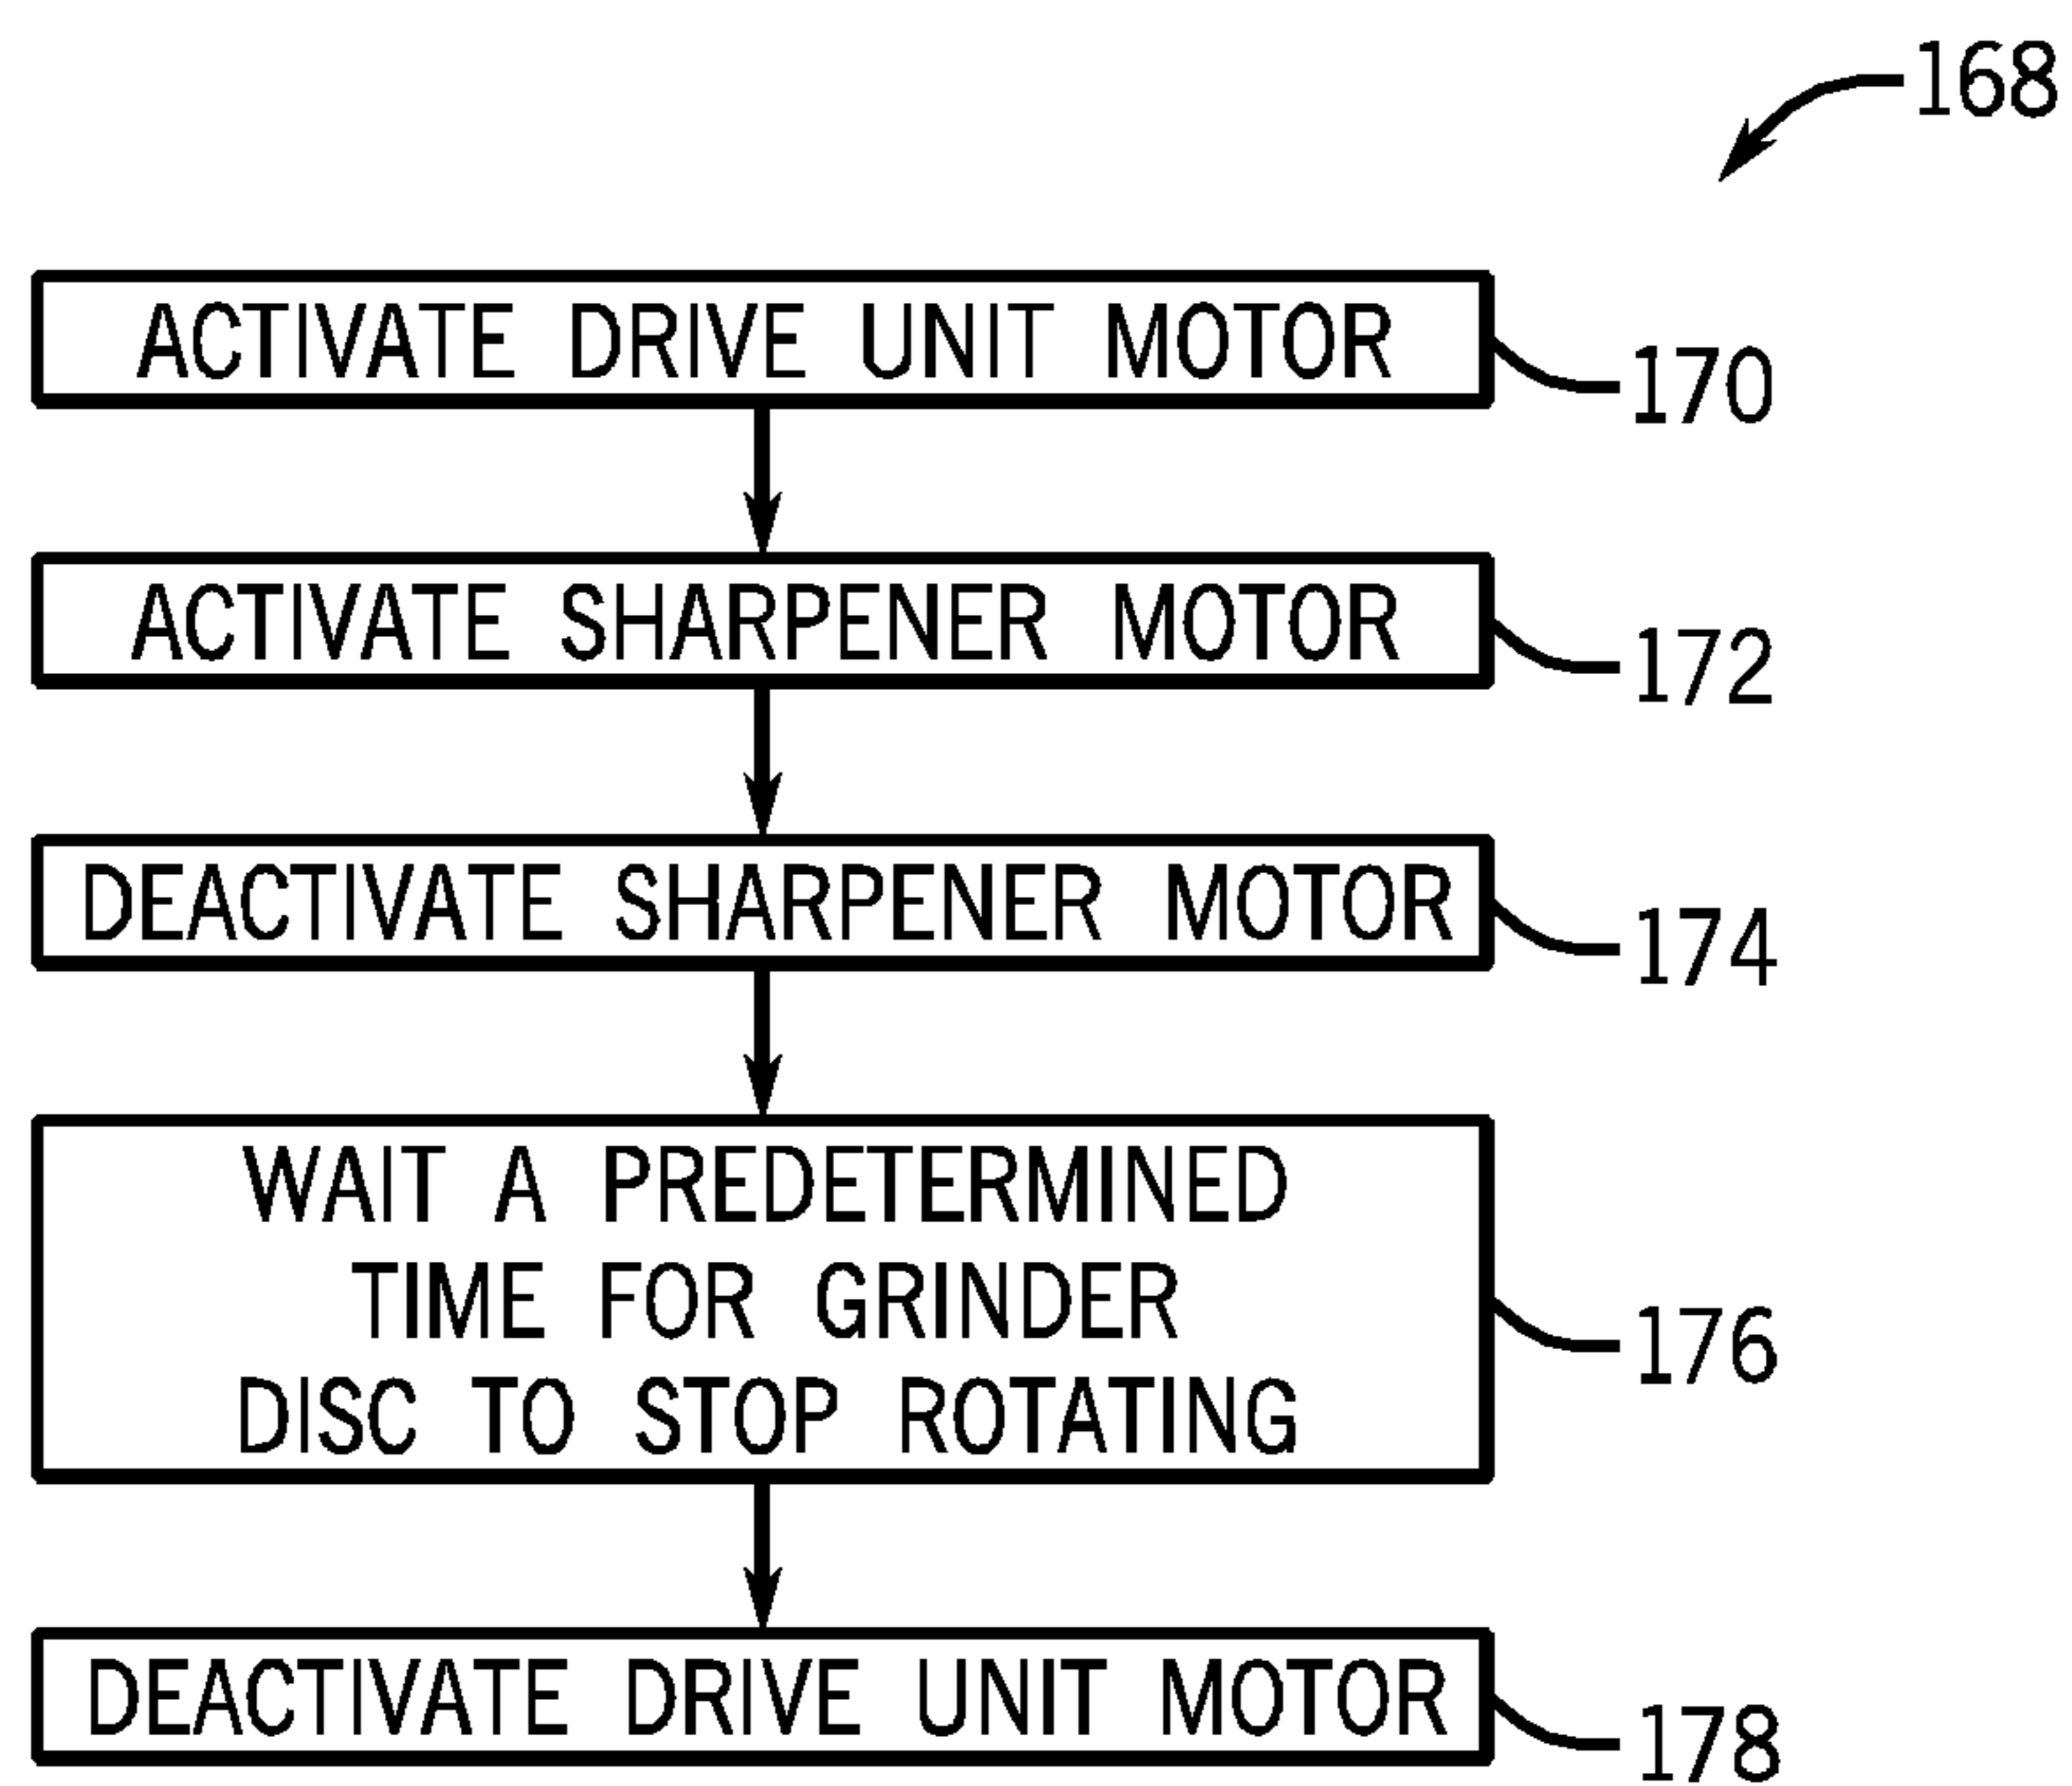 168
ACTIVATE DRIVE UNIT MOTOR
170
ACTIVATE SHARPENER MOTOR
172
DEACTIVATE SHARPENER MOTOR
174
WAIT A PREDETERMINED
TIME FOR GRINDER
DISC TO STOP ROTATING
176
DEACTIVATE DRIVE UNIT MOTOR
178